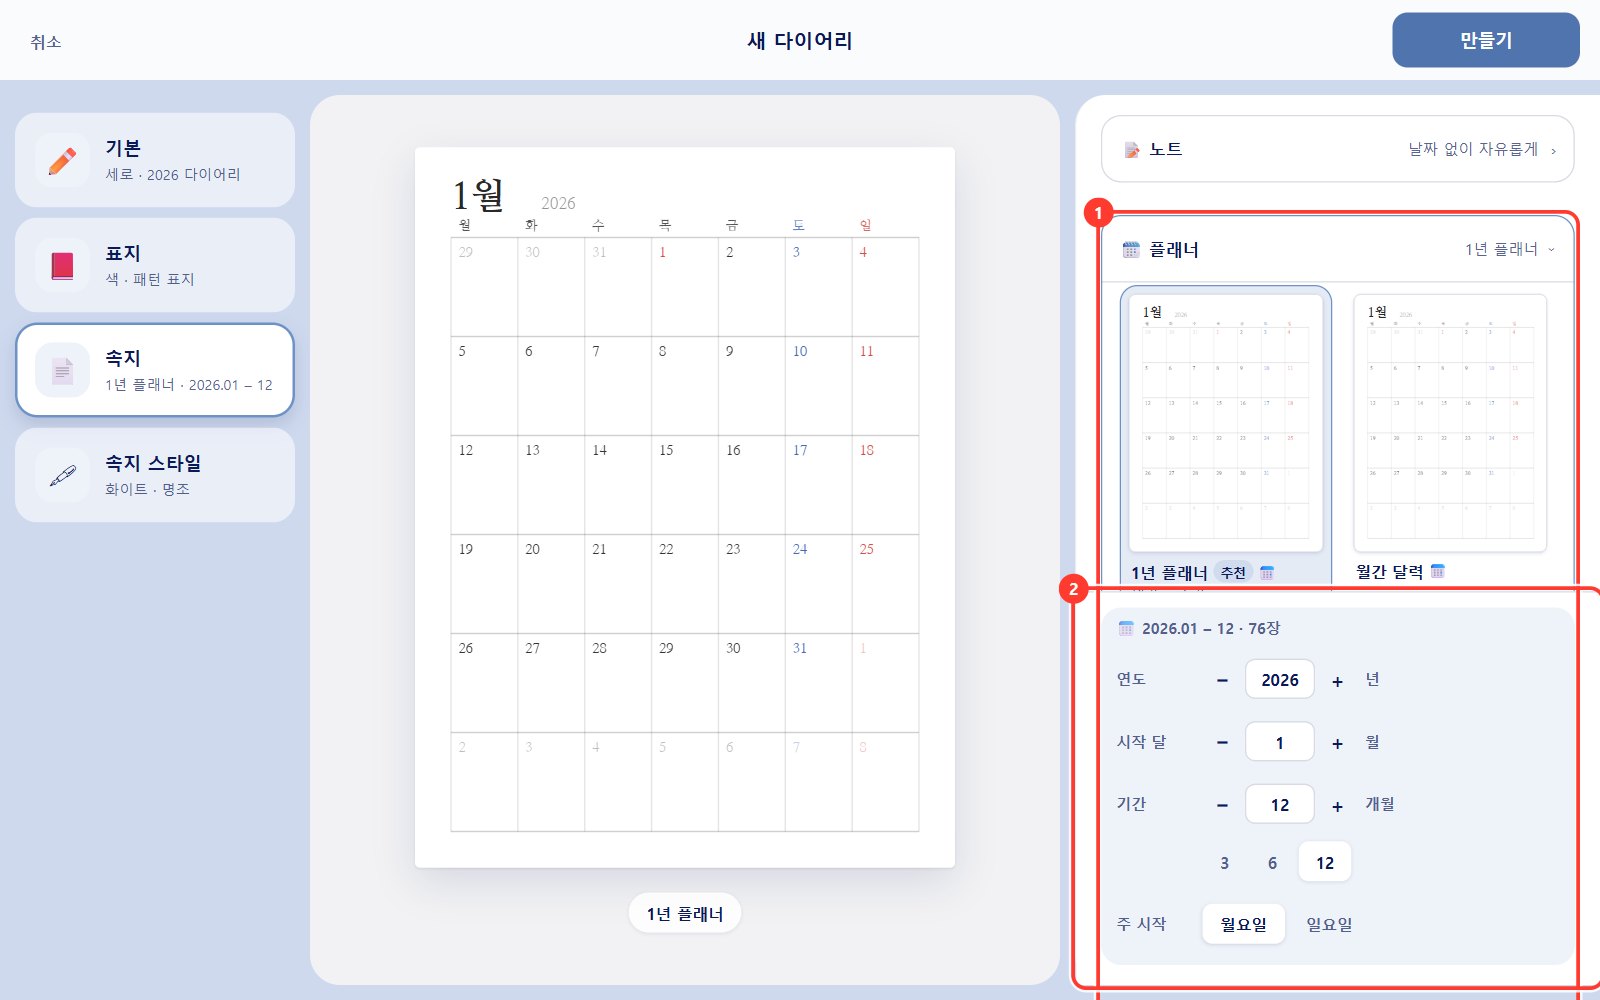 취소
새 다이어리
만들기
기본
세로 · 2026 다이어리
표지
색 · 패턴 표지
속지
1년 플래너 · 2026.01 – 12
속지 스타일
화이트 · 명조
1월 2026
월 화 수 목 금 토 일
29 30 31 1 2 3 4
5 6 7 8 9 10 11
12 13 14 15 16 17 18
19 20 21 22 23 24 25
26 27 28 29 30 31 1
2 3 4 5 6 7 8
1년 플래너
노트 날짜 없이 자유롭게 ›
1
플래너 1년 플래너
1월 2026
1월 2026
1년 플래너 추천
월간 달력
2
2026.01 – 12 · 76장
연도 − 2026 + 년
시작 달 − 1 + 월
기간 − 12 + 개월
3 6 12
주 시작 월요일 일요일